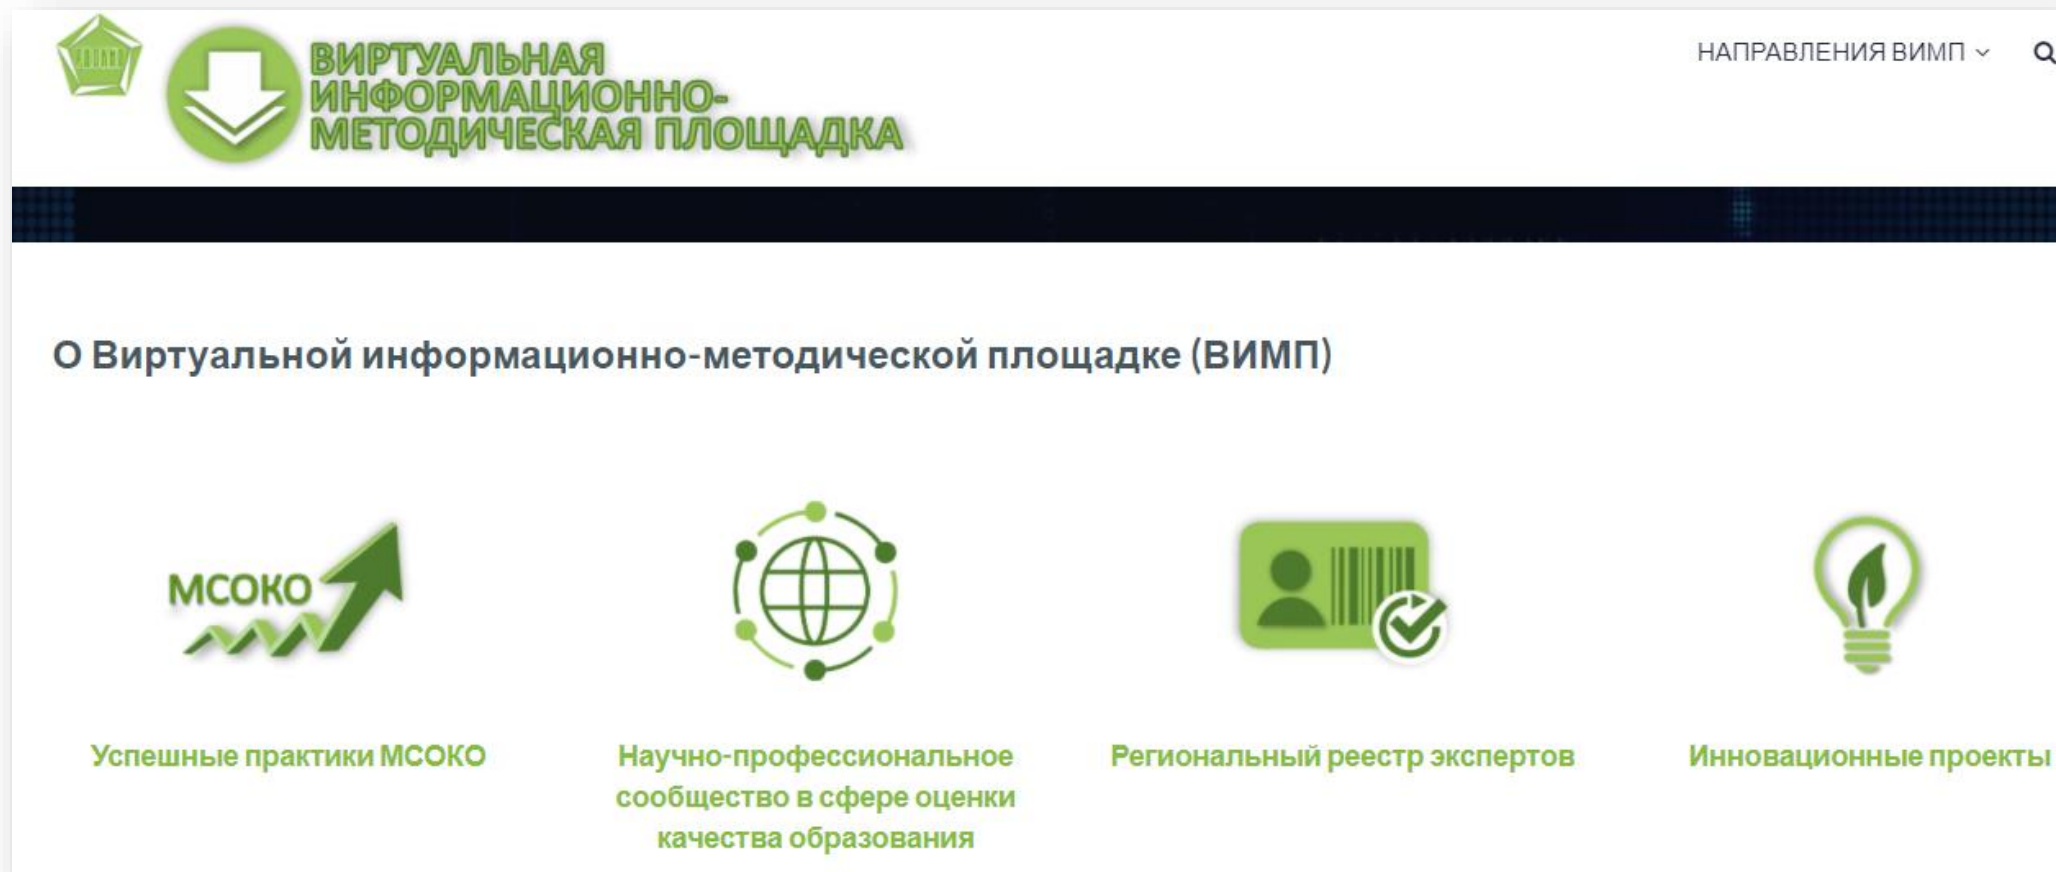 ВИРТУАЛЬНАЯ
ИНФОРМАЦИОННО-
МЕТОДИЧЕСКАЯ ПЛОЩАДКА
НАПРАВЛЕНИЯ ВИМП
О Виртуальной информационно-методической площадке (ВИМП)
МСОКО
Успешные практики МСОКО
Научно-профессиональное
сообщество в сфере оценки
качества образования
Региональный реестр экспертов
Инновационные проекты